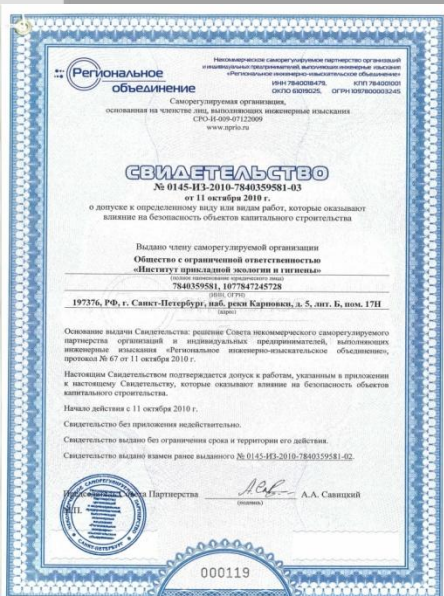 Региональное
объединение
Некоммерческое саморегулируемое партнерство организаций
и индивидуальных предпринимателей, выполняющих инженерные изыскания
«Региональное инженерно-изыскательское объединение»
ИНН 7840016479, КПП 784001001
ОКПО 61019025, ОГРН 1097800003245
Саморегулируемая организация,
основанная на членстве лиц, выполняющих инженерные изыскания
СРО-И-009-07122009
www.nprio.ru
СВИДЕТЕЛЬСТВО
№ 0145-ИЗ-2010-7840359581-03
от 11 октября 2010 г.
о допуске к определенному виду или видам работ, которые оказывают
влияние на безопасность объектов капитального строительства
Выдано члену саморегулируемой организации
Общество с ограниченной ответственностью
«Институт прикладной экологии и гигиены»
(полное наименование юридического лица)
7840359581, 1077847245728
(ИНН, ОГРН)
197376, РФ, г. Санкт-Петербург, наб. реки Карповки, д. 5, лит. Б, пом. 17Н
(адрес)
Основание выдачи Свидетельства: решение Совета некоммерческого саморегулируемого
партнерства организаций и индивидуальных предпринимателей, выполняющих
инженерные изыскания «Региональное инженерно-изыскательское объединение»,
протокол № 67 от 11 октября 2010 г.
Настоящим Свидетельством подтверждается допуск к работам, указанным в приложении
к настоящему Свидетельству, которые оказывают влияние на безопасность объектов
капитального строительства.
Начало действия с 11 октября 2010 г.
Свидетельство без приложения недействительно.
Свидетельство выдано без ограничения срока и территории его действия.
Свидетельство выдано взамен ранее выданного № 0145-ИЗ-2010-7840359581-02.
Председатель Совета Партнерства А.А. Савицкий
(подпись)
М.П.
САНКТ-ПЕТЕРБУРГ
000119